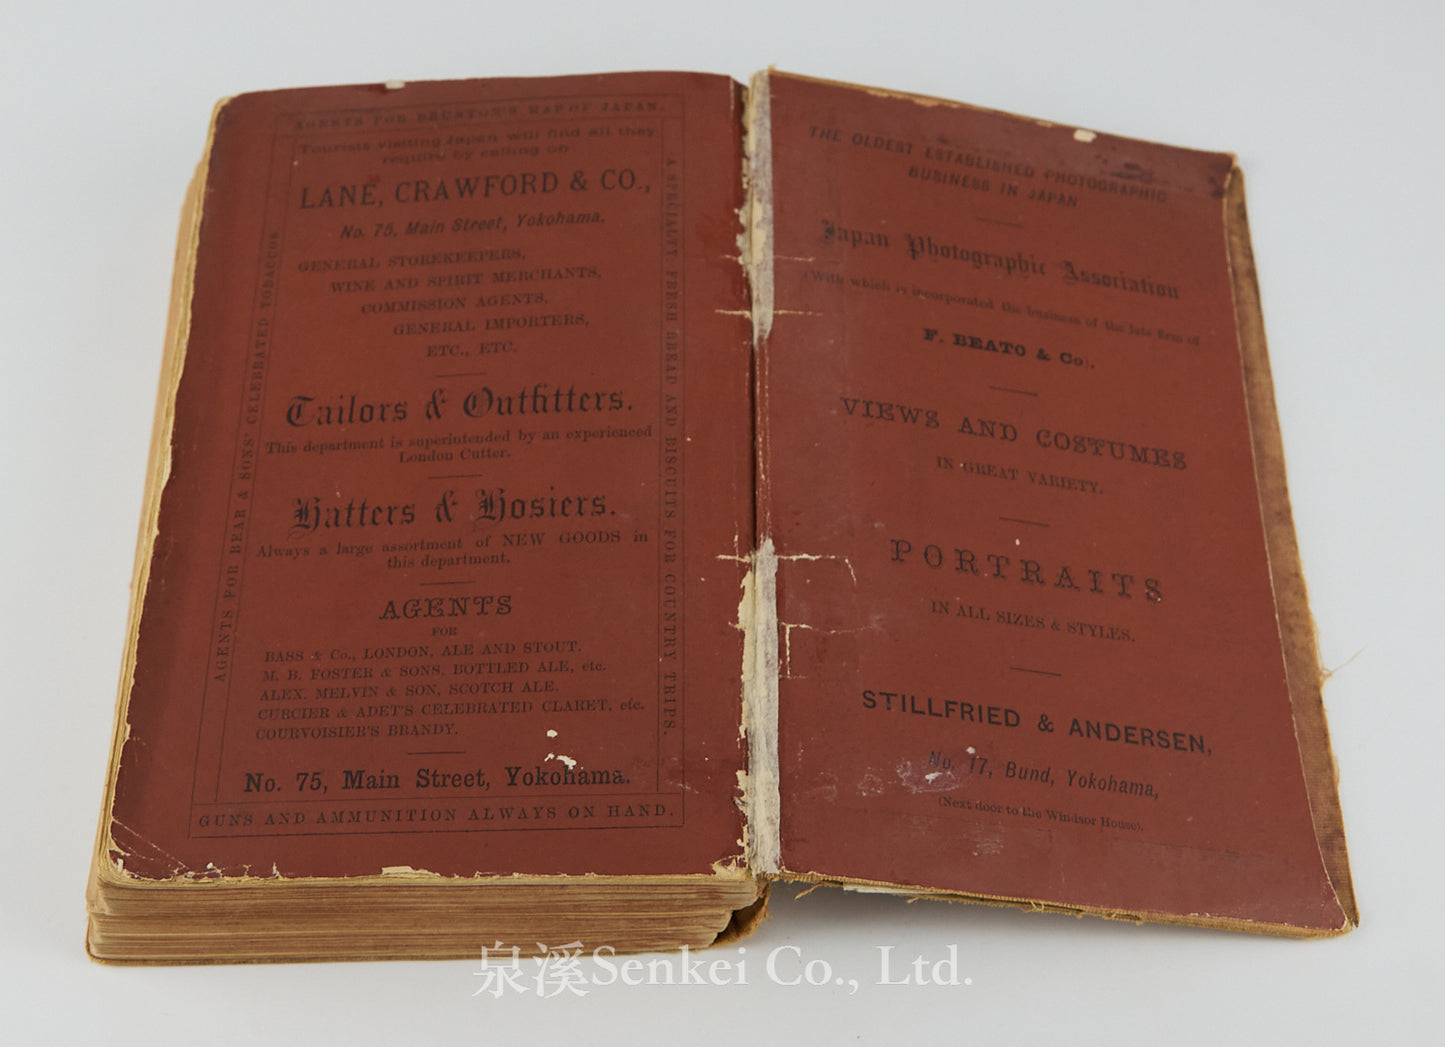 AGENTS FOR BRUNTON'S MAP OF JAPAN.
Tourists visiting Japan will find all they
require by calling on
LANE, CRAWFORD & CO.,
No. 75, Main Street, Yokohama.
GENERAL STOREKEEPERS,
WINE AND SPIRIT MERCHANTS,
COMMISSION AGENTS,
GENERAL IMPORTERS,
ETC., ETC.
Tailors & Outfitters.
This department is superintended by an experienced
London Cutter.
Hatters & Hosiers.
Always a large assortment of NEW GOODS in
this department.
AGENTS
FOR
BASS & Co., LONDON, ALE AND STOUT.
M. B. FOSTER & SONS, BOTTLED ALE, etc.
ALEX. MELVIN & SON, SCOTCH ALE.
CURCIER & ADET'S CELEBRATED CLARET, etc.
COURVOISIER'S BRANDY.
No. 75, Main Street, Yokohama.
GUNS AND AMMUNITION ALWAYS ON HAND.
AGENTS FOR BEAR & SONS' CELEBRATED TOBACCOS
A SPECIALTY. FRESH BREAD AND BISCUITS FOR COUNTRY TRIPS.
THE OLDEST ESTABLISHED PHOTOGRAPHIC
BUSINESS IN JAPAN
Japan Photographic Association
(With which is incorporated the business of the late firm of
F. BEATO & Co).
VIEWS AND COSTUMES
IN GREAT VARIETY.
PORTRAITS
IN ALL SIZES & STYLES.
STILLFRIED & ANDERSEN,
No. 17, Bund, Yokohama,
(Next door to the Windsor House).
泉溪Senkei Co., Ltd.